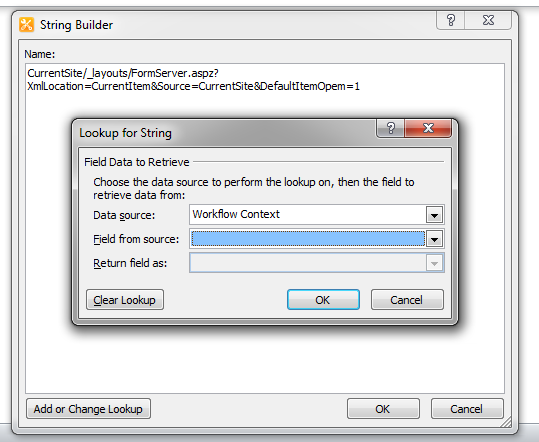 String Builder
Name:
CurrentSite/_layouts/FormServer.aspz?
XmlLocation=CurrentItem&Source=CurrentSite&DefaultItemOpem=1
Lookup for String
Field Data to Retrieve
Choose the data source to perform the lookup on, then the field to
retrieve data from:
Data source: Workflow Context
Field from source:
Return field as:
Clear Lookup OK Cancel
Add or Change Lookup OK Cancel